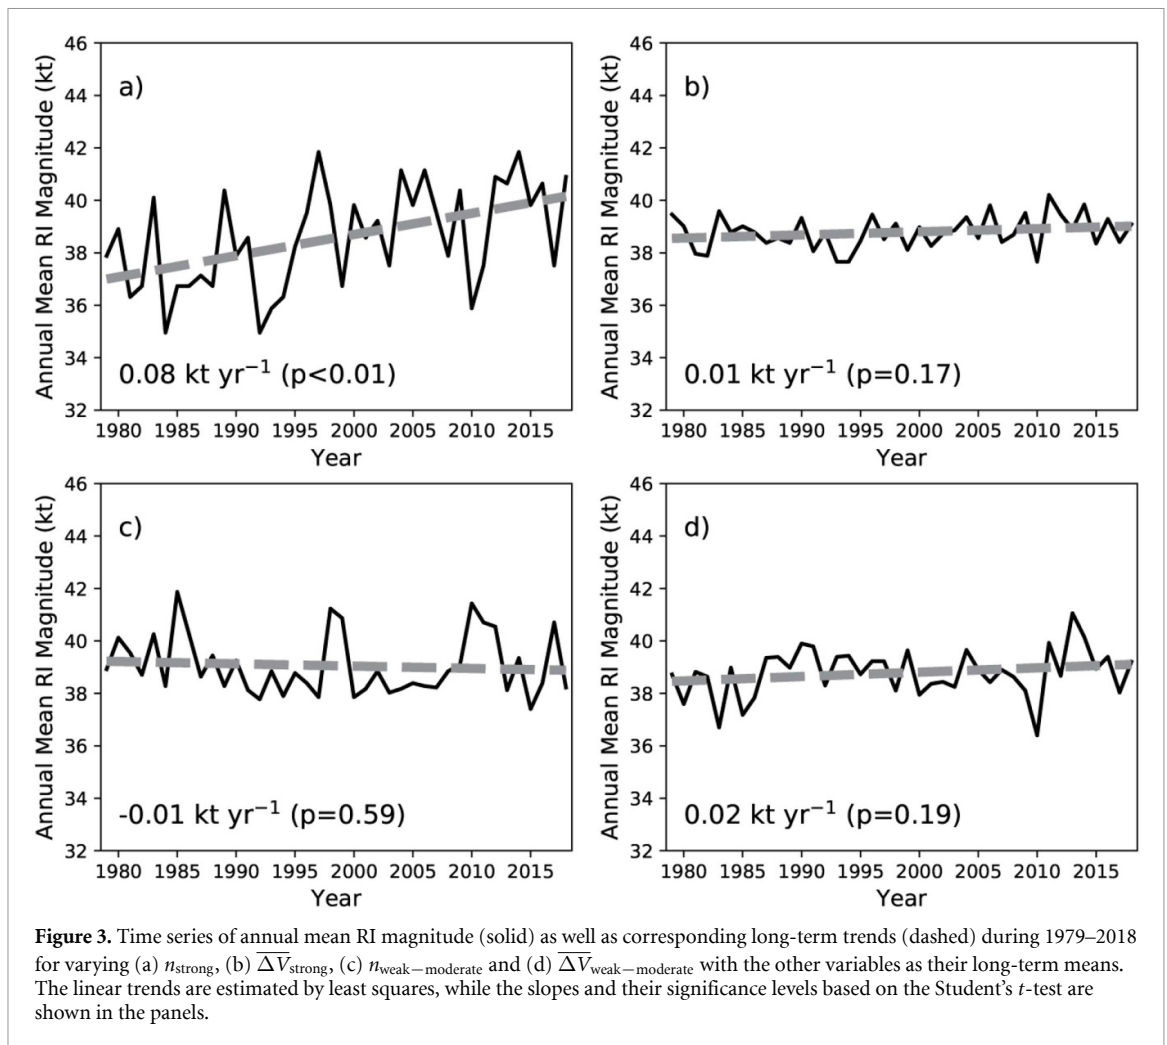 46
44
42
40
38
36
34
32
Annual Mean RI Magnitude (kt)
a)
0.08 kt yr⁻¹ (p<0.01)
1980 1985 1990 1995 2000 2005 2010 2015
Year
46
44
42
40
38
36
34
32
Annual Mean RI Magnitude (kt)
b)
0.01 kt yr⁻¹ (p=0.17)
1980 1985 1990 1995 2000 2005 2010 2015
Year
46
44
42
40
38
36
34
32
Annual Mean RI Magnitude (kt)
c)
-0.01 kt yr⁻¹ (p=0.59)
1980 1985 1990 1995 2000 2005 2010 2015
Year
46
44
42
40
38
36
34
32
Annual Mean RI Magnitude (kt)
d)
0.02 kt yr⁻¹ (p=0.19)
1980 1985 1990 1995 2000 2005 2010 2015
Year
Figure 3. Time series of annual mean RI magnitude (solid) as well as corresponding long-term trends (dashed) during 1979–2018
for varying (a) n_strong, (b) \overline{ΔV}_strong, (c) n_weak−moderate and (d) \overline{ΔV}_weak−moderate with the other variables as their long-term means.
The linear trends are estimated by least squares, while the slopes and their significance levels based on the Student's t-test are
shown in the panels.